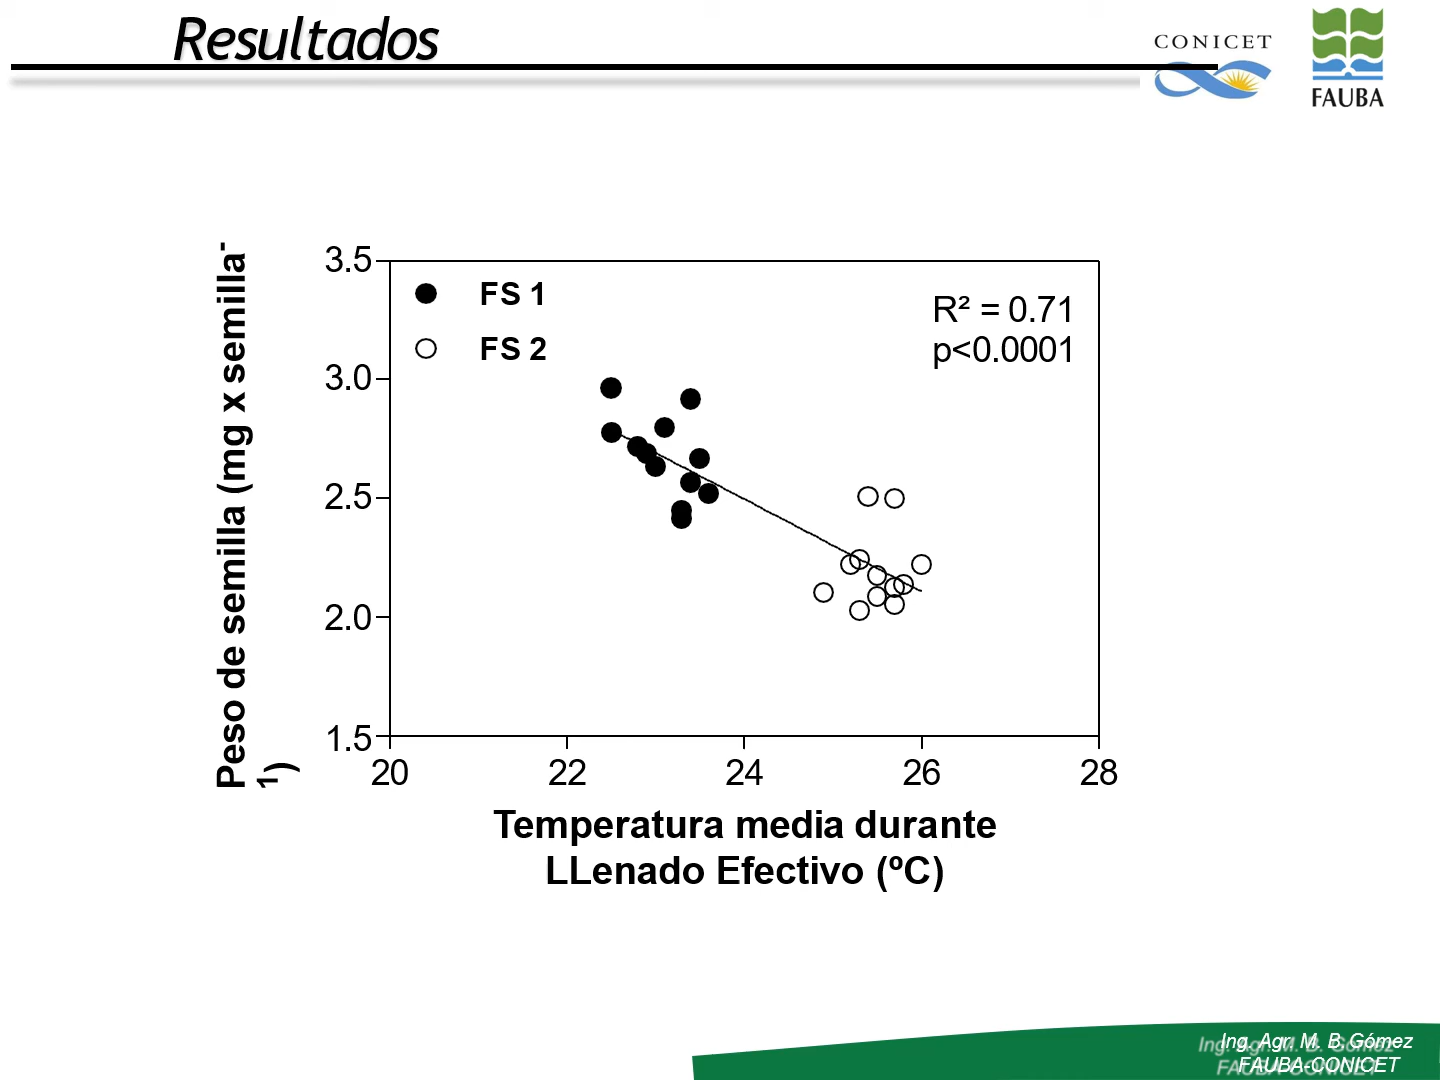 Resultados
CONICET
FAUBA
Peso de semilla (mg x semilla-
1)
3.5
3.0
2.5
2.0
1.5
FS 1
FS 2
R² = 0.71
p<0.0001
20 22 24 26 28
Temperatura media durante
LLenado Efectivo (ºC)
Ing. Agr. M. B. Gómez
FAUBA-CONICET